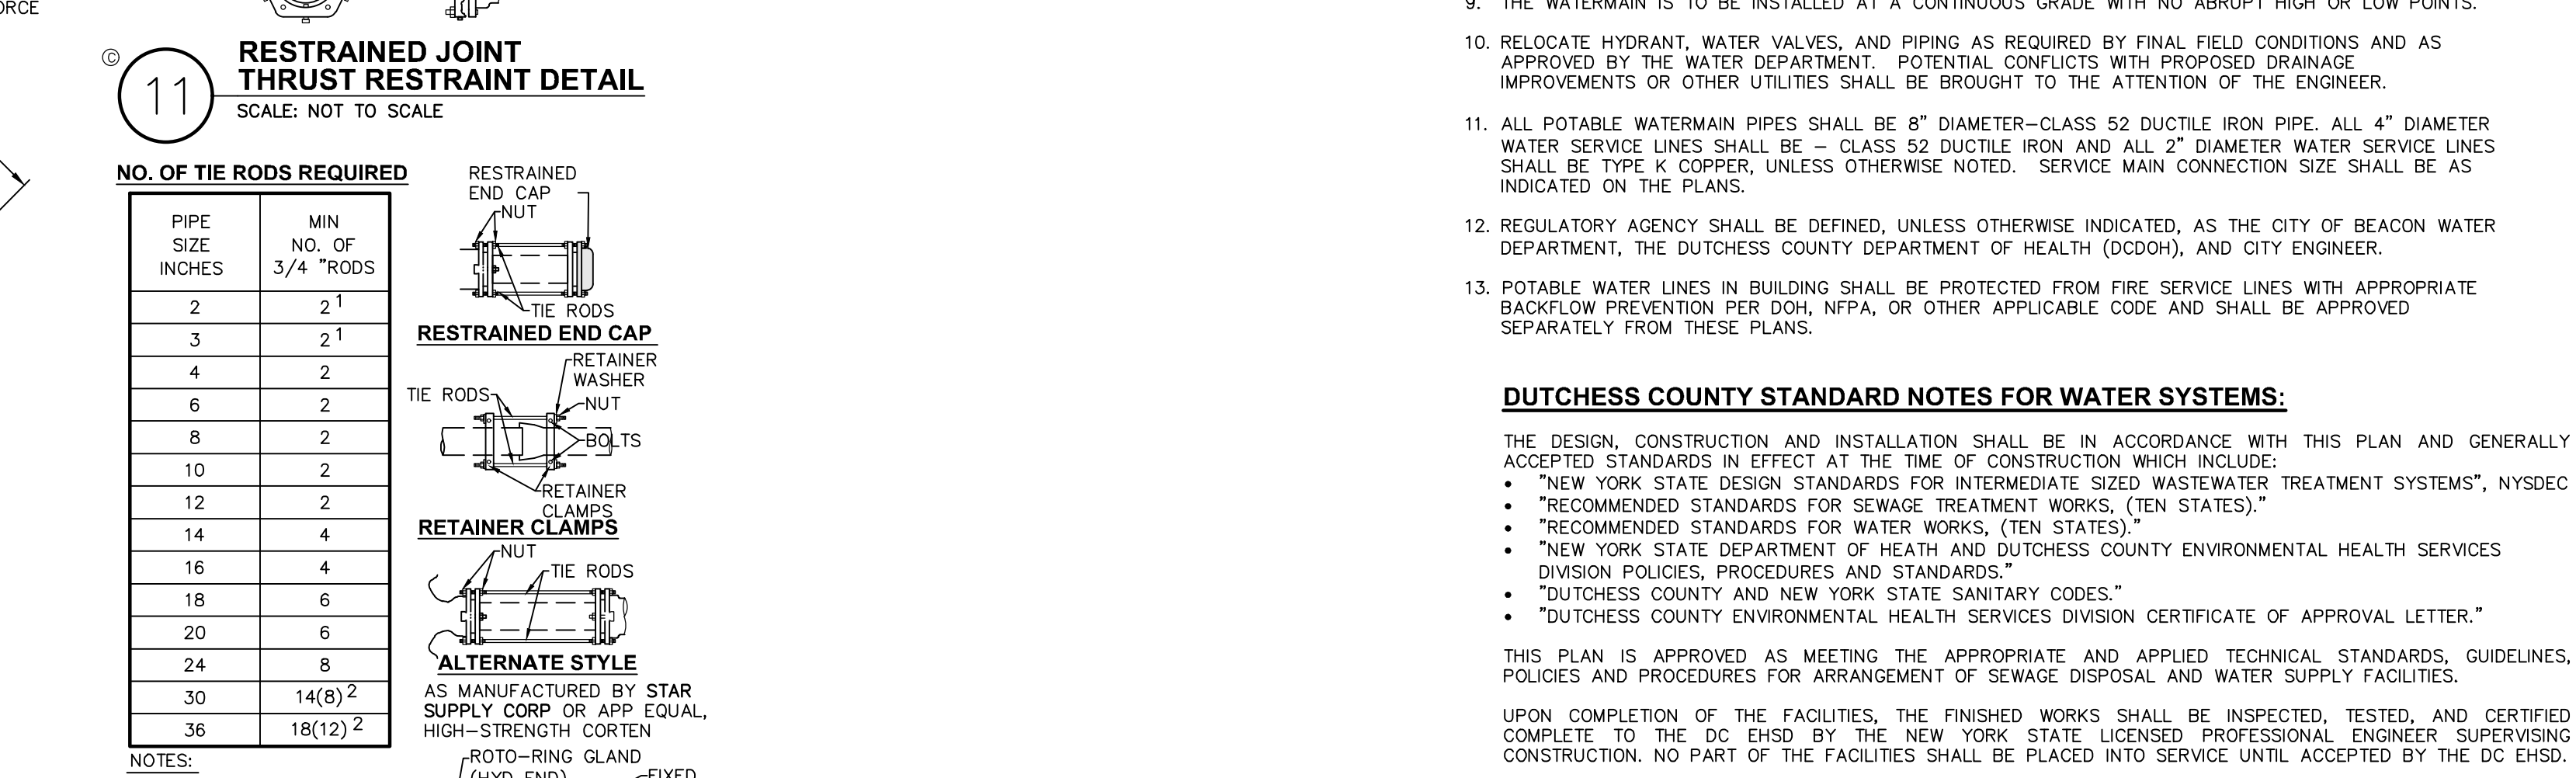 ORCE
©
11
RESTRAINED JOINT
THRUST RESTRAINT DETAIL
SCALE: NOT TO SCALE
NO. OF TIE RODS REQUIRED
PIPE SIZE INCHES | MIN NO. OF 3/4 "RODS
2 | 2 1
3 | 2 1
4 | 2
6 | 2
8 | 2
10 | 2
12 | 2
14 | 4
16 | 4
18 | 6
20 | 6
24 | 8
30 | 14(8) 2
36 | 18(12) 2
NOTES:
RESTRAINED
END CAP
NUT
TIE RODS
RESTRAINED END CAP
RETAINER
WASHER
TIE RODS
NUT
BOLTS
RETAINER
CLAMPS
RETAINER CLAMPS
NUT
TIE RODS
ALTERNATE STYLE
AS MANUFACTURED BY STAR
SUPPLY CORP OR APP EQUAL,
HIGH-STRENGTH CORTEN
ROTO-RING GLAND
(HYD END)
FIXED
9. THE WATERMAIN IS TO BE INSTALLED AT A CONTINUOUS GRADE WITH NO ABRUPT HIGH OR LOW POINTS.
10. RELOCATE HYDRANT, WATER VALVES, AND PIPING AS REQUIRED BY FINAL FIELD CONDITIONS AND AS
APPROVED BY THE WATER DEPARTMENT. POTENTIAL CONFLICTS WITH PROPOSED DRAINAGE
IMPROVEMENTS OR OTHER UTILITIES SHALL BE BROUGHT TO THE ATTENTION OF THE ENGINEER.
11. ALL POTABLE WATERMAIN PIPES SHALL BE 8" DIAMETER-CLASS 52 DUCTILE IRON PIPE. ALL 4" DIAMETER
WATER SERVICE LINES SHALL BE - CLASS 52 DUCTILE IRON AND ALL 2" DIAMETER WATER SERVICE LINES
SHALL BE TYPE K COPPER, UNLESS OTHERWISE NOTED. SERVICE MAIN CONNECTION SIZE SHALL BE AS
INDICATED ON THE PLANS.
12. REGULATORY AGENCY SHALL BE DEFINED, UNLESS OTHERWISE INDICATED, AS THE CITY OF BEACON WATER
DEPARTMENT, THE DUTCHESS COUNTY DEPARTMENT OF HEALTH (DCDOH), AND CITY ENGINEER.
13. POTABLE WATER LINES IN BUILDING SHALL BE PROTECTED FROM FIRE SERVICE LINES WITH APPROPRIATE
BACKFLOW PREVENTION PER DOH, NFPA, OR OTHER APPLICABLE CODE AND SHALL BE APPROVED
SEPARATELY FROM THESE PLANS.
DUTCHESS COUNTY STANDARD NOTES FOR WATER SYSTEMS:
THE DESIGN, CONSTRUCTION AND INSTALLATION SHALL BE IN ACCORDANCE WITH THIS PLAN AND GENERALLY
ACCEPTED STANDARDS IN EFFECT AT THE TIME OF CONSTRUCTION WHICH INCLUDE:
• "NEW YORK STATE DESIGN STANDARDS FOR INTERMEDIATE SIZED WASTEWATER TREATMENT SYSTEMS", NYSDEC
• "RECOMMENDED STANDARDS FOR SEWAGE TREATMENT WORKS, (TEN STATES)."
• "RECOMMENDED STANDARDS FOR WATER WORKS, (TEN STATES)."
• "NEW YORK STATE DEPARTMENT OF HEATH AND DUTCHESS COUNTY ENVIRONMENTAL HEALTH SERVICES
DIVISION POLICIES, PROCEDURES AND STANDARDS."
• "DUTCHESS COUNTY AND NEW YORK STATE SANITARY CODES."
• "DUTCHESS COUNTY ENVIRONMENTAL HEALTH SERVICES DIVISION CERTIFICATE OF APPROVAL LETTER."
THIS PLAN IS APPROVED AS MEETING THE APPROPRIATE AND APPLIED TECHNICAL STANDARDS, GUIDELINES,
POLICIES AND PROCEDURES FOR ARRANGEMENT OF SEWAGE DISPOSAL AND WATER SUPPLY FACILITIES.
UPON COMPLETION OF THE FACILITIES, THE FINISHED WORKS SHALL BE INSPECTED, TESTED, AND CERTIFIED
COMPLETE TO THE DC EHSD BY THE NEW YORK STATE LICENSED PROFESSIONAL ENGINEER SUPERVISING
CONSTRUCTION. NO PART OF THE FACILITIES SHALL BE PLACED INTO SERVICE UNTIL ACCEPTED BY THE DC EHSD.